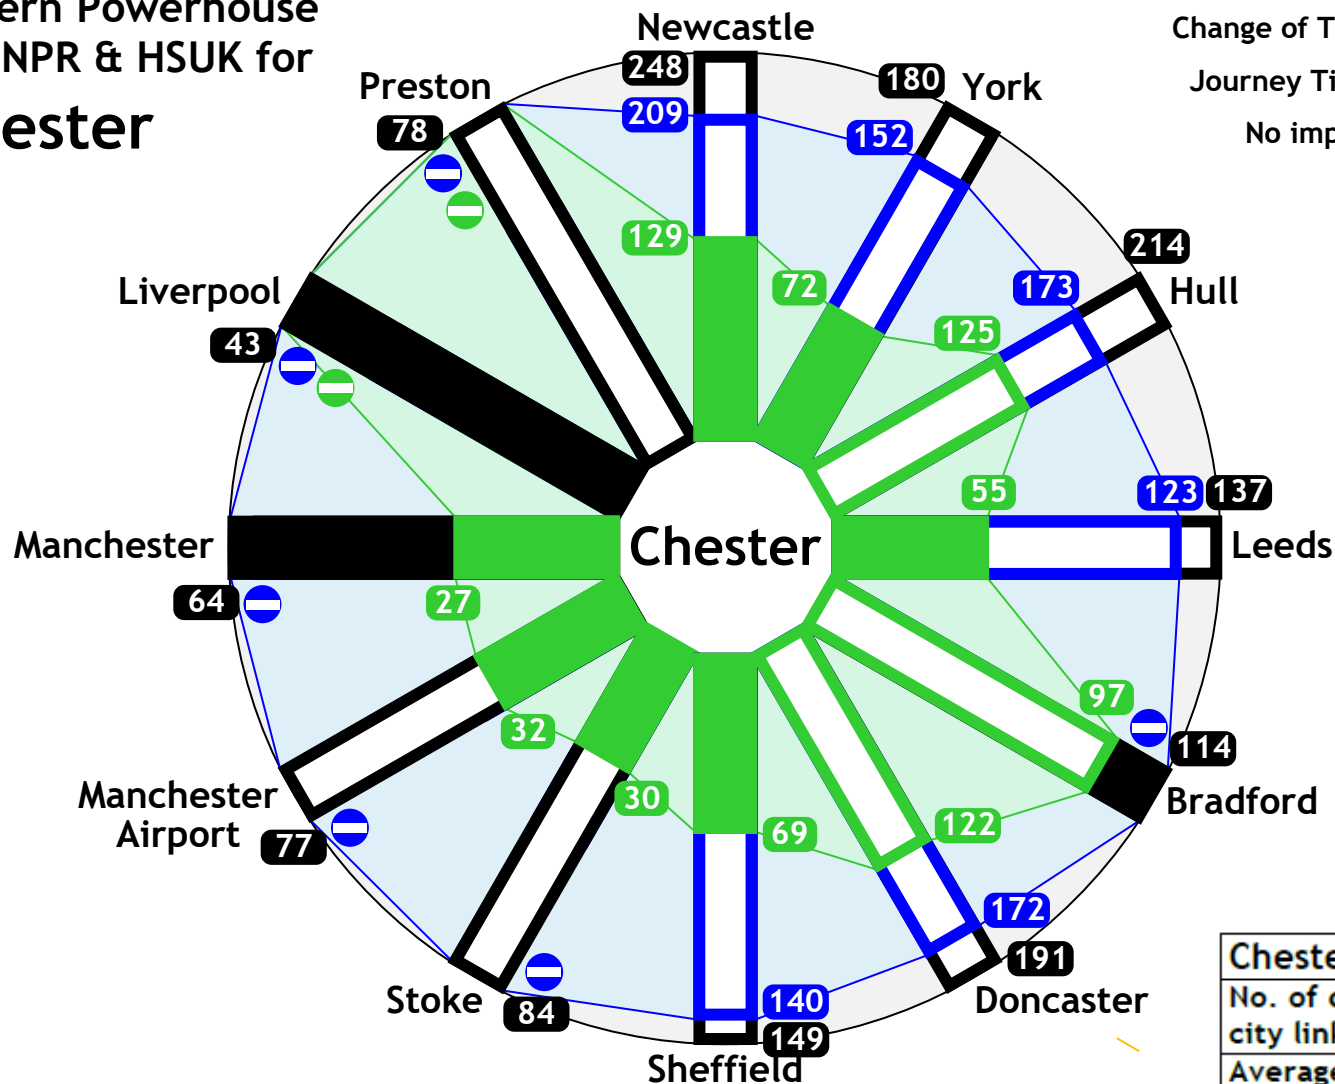 ern Powerhouse
NPR & HSUK for
ester
Change of T
Journey Ti
No imp
Newcastle
248
209
129
York
180
152
72
Hull
214
173
125
Leeds
137
123
55
Bradford
114
97
Doncaster
191
172
122
Sheffield
149
140
69
Stoke
84
30
Manchester
Airport
77
32
Manchester
64
27
Liverpool
43
Preston
78
Chester
Cheste
No. of
city lin
Average